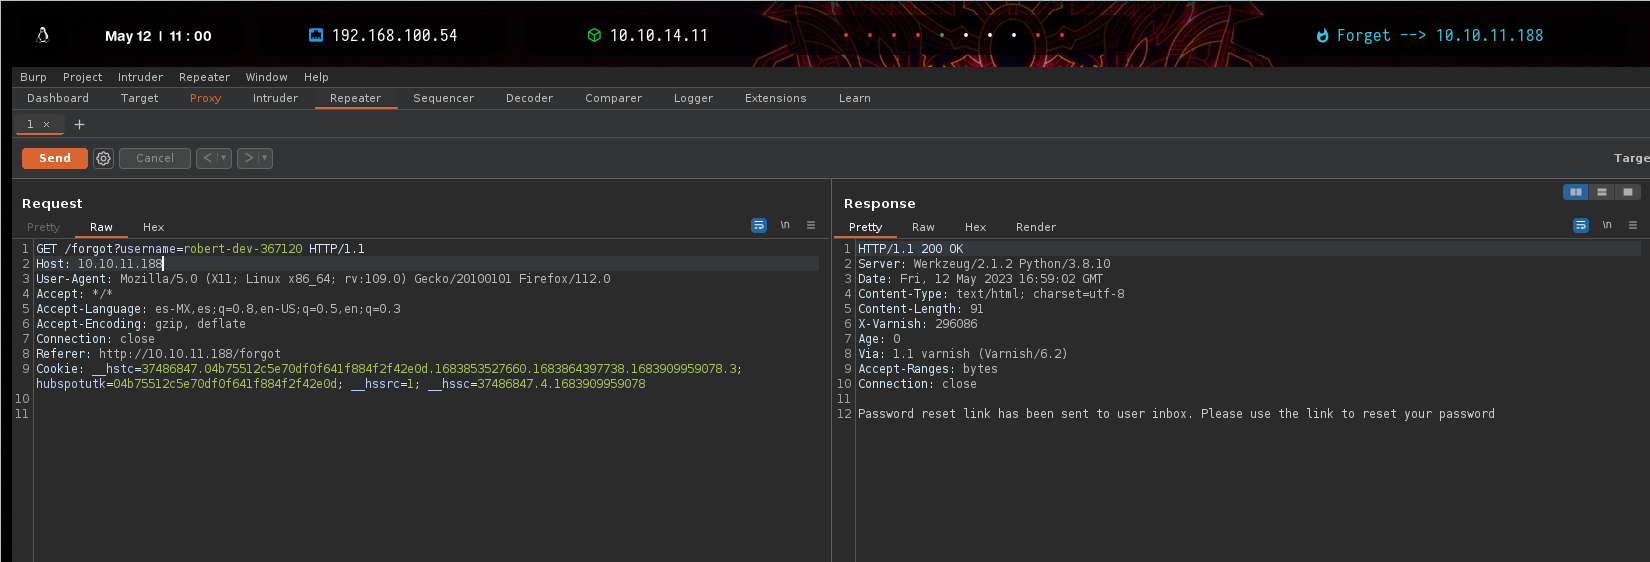 May 12 | 11 : 00 192.168.100.54 10.10.14.11 Forget --> 10.10.11.188
Burp Project Intruder Repeater Window Help
Dashboard Target Proxy Intruder Repeater Sequencer Decoder Comparer Logger Extensions Learn
1 × +
Send Cancel < > Targe
Request
Pretty Raw Hex \n
1 GET /forgot?username=robert-dev-367120 HTTP/1.1
2 Host: 10.10.11.188
3 User-Agent: Mozilla/5.0 (X11; Linux x86_64; rv:109.0) Gecko/20100101 Firefox/112.0
4 Accept: */*
5 Accept-Language: es-MX,es;q=0.8,en-US;q=0.5,en;q=0.3
6 Accept-Encoding: gzip, deflate
7 Connection: close
8 Referer: http://10.10.11.188/forgot
9 Cookie: __hstc=37486847.04b75512c5e70df0f641f884f2f42e0d.1683853527660.1683864397738.1683909959078.3;
hubspotutk=04b75512c5e70df0f641f884f2f42e0d; __hssrc=1; __hssc=37486847.4.1683909959078
10
11
Response
Pretty Raw Hex Render \n
1 HTTP/1.1 200 OK
2 Server: Werkzeug/2.1.2 Python/3.8.10
3 Date: Fri, 12 May 2023 16:59:02 GMT
4 Content-Type: text/html; charset=utf-8
5 Content-Length: 91
6 X-Varnish: 296086
7 Age: 0
8 Via: 1.1 varnish (Varnish/6.2)
9 Accept-Ranges: bytes
10 Connection: close
11
12 Password reset link has been sent to user inbox. Please use the link to reset your password